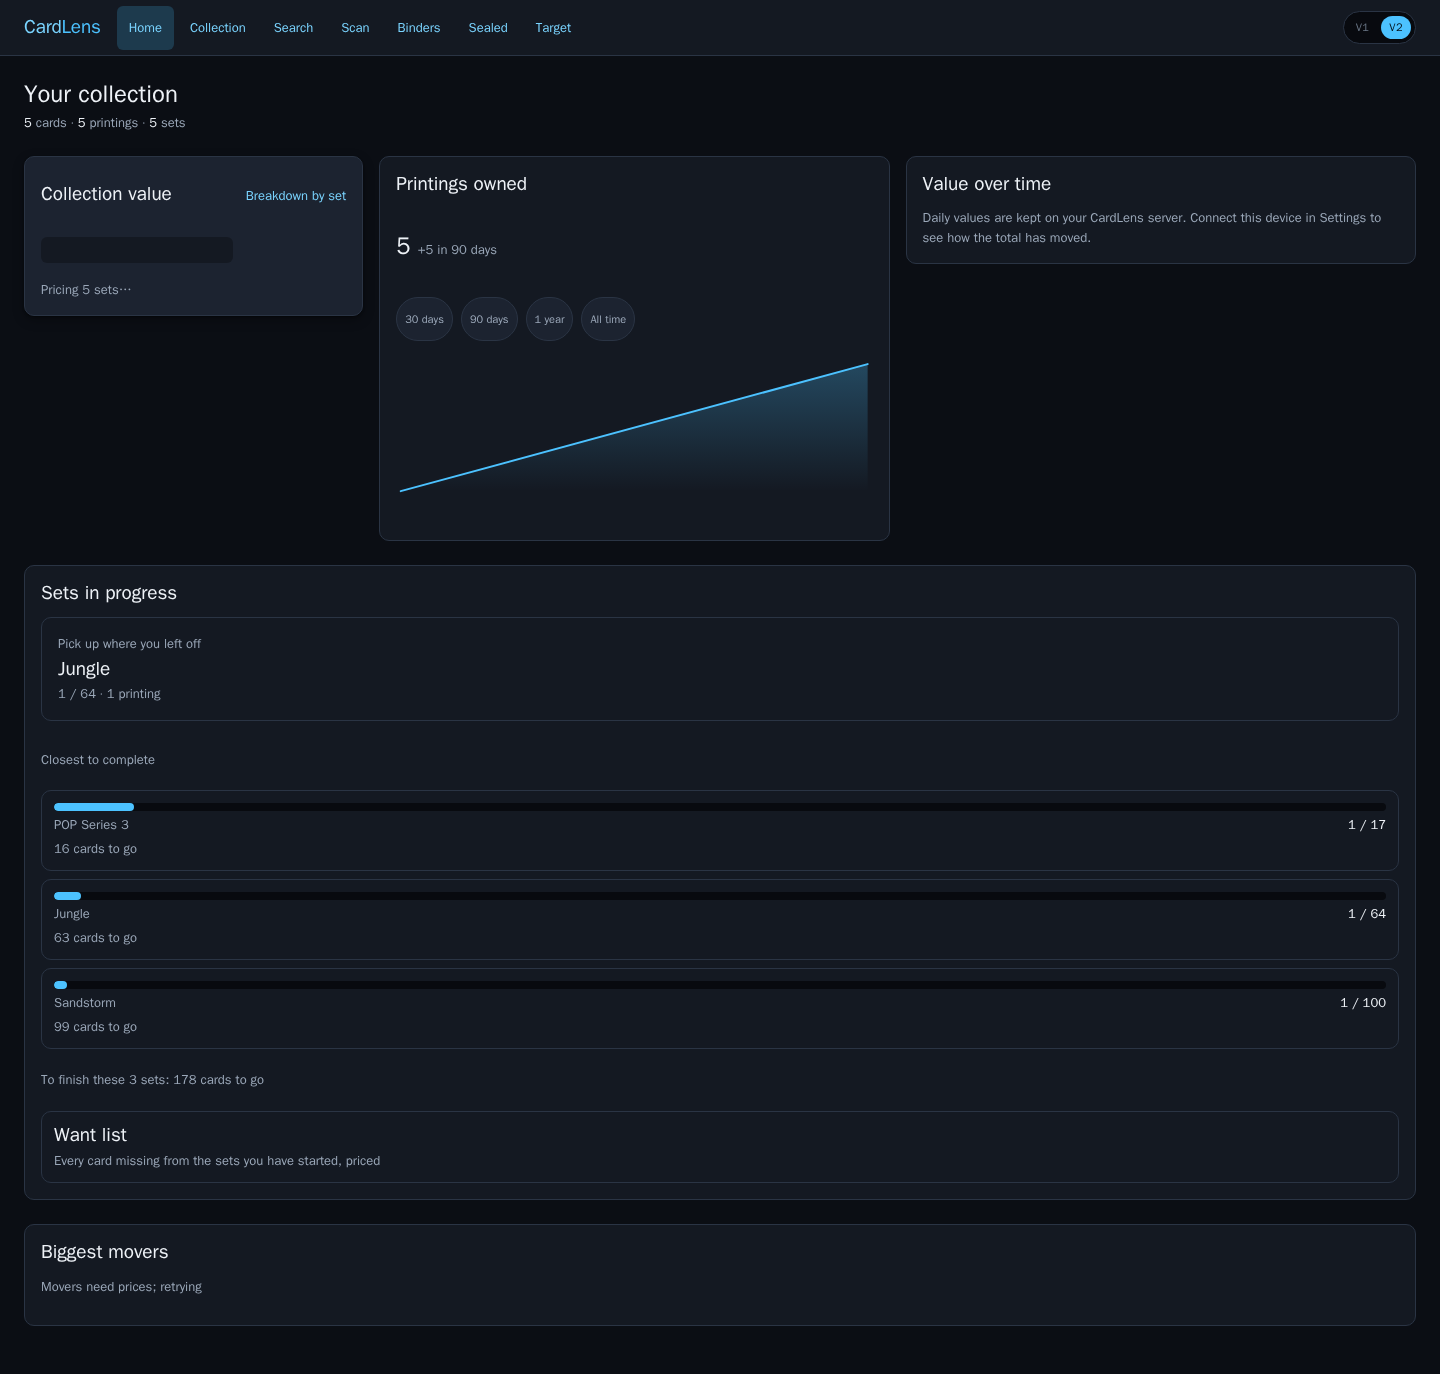 CardLens Home Collection Search Scan Binders Sealed Target V1 V2
Your collection
5 cards · 5 printings · 5 sets
Collection value Breakdown by set
Pricing 5 sets…
Printings owned
5 +5 in 90 days
30 days 90 days 1 year All time
Value over time
Daily values are kept on your CardLens server. Connect this device in Settings to
see how the total has moved.
Sets in progress
Pick up where you left off
Jungle
1 / 64 · 1 printing
Closest to complete
POP Series 3 1 / 17
16 cards to go
Jungle 1 / 64
63 cards to go
Sandstorm 1 / 100
99 cards to go
To finish these 3 sets: 178 cards to go
Want list
Every card missing from the sets you have started, priced
Biggest movers
Movers need prices; retrying